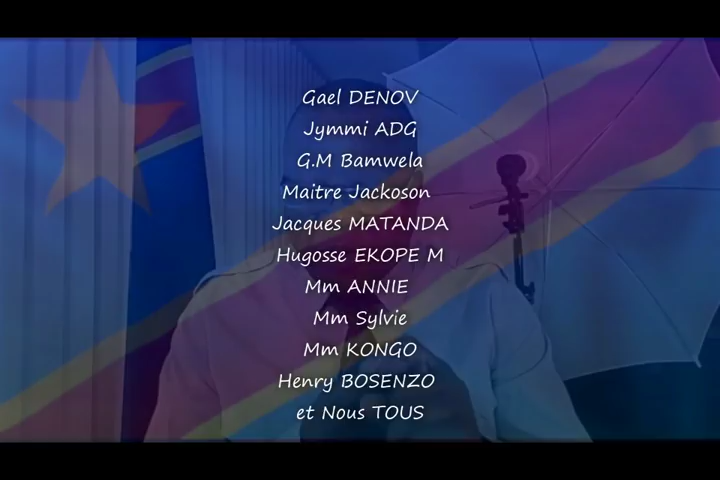 Gael DENOV
Jymmi ADG
G.M Bamwela
Maitre Jackoson
Jacques MATANDA
Hugosse EKOPE M
Mm ANNIE
Mm Sylvie
Mm KONGO
Henry BOSENZO
et Nous TOUS